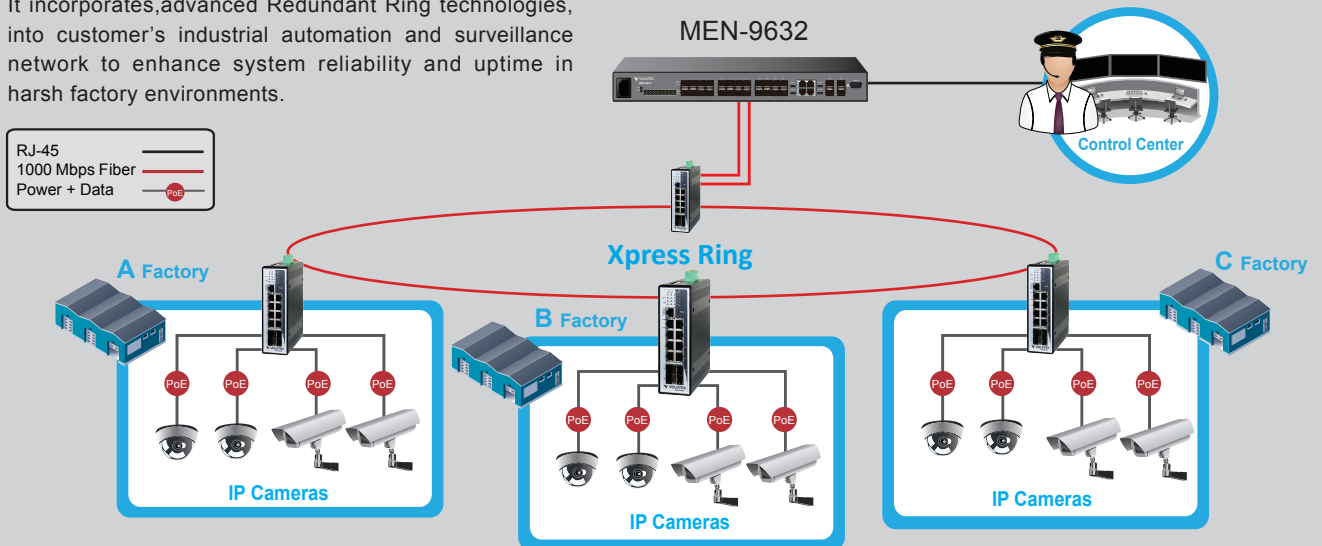 It incorporates,advanced Redundant Ring technologies,
into customer's industrial automation and surveillance
network to enhance system reliability and uptime in
harsh factory environments.
MEN-9632
Control Center
RJ-45
1000 Mbps Fiber
Power + Data PoE
Xpress Ring
A Factory
B Factory
C Factory
VOLKTEK
PoE PoE PoE PoE
PoE PoE PoE PoE
PoE PoE PoE PoE
IP Cameras
IP Cameras
IP Cameras